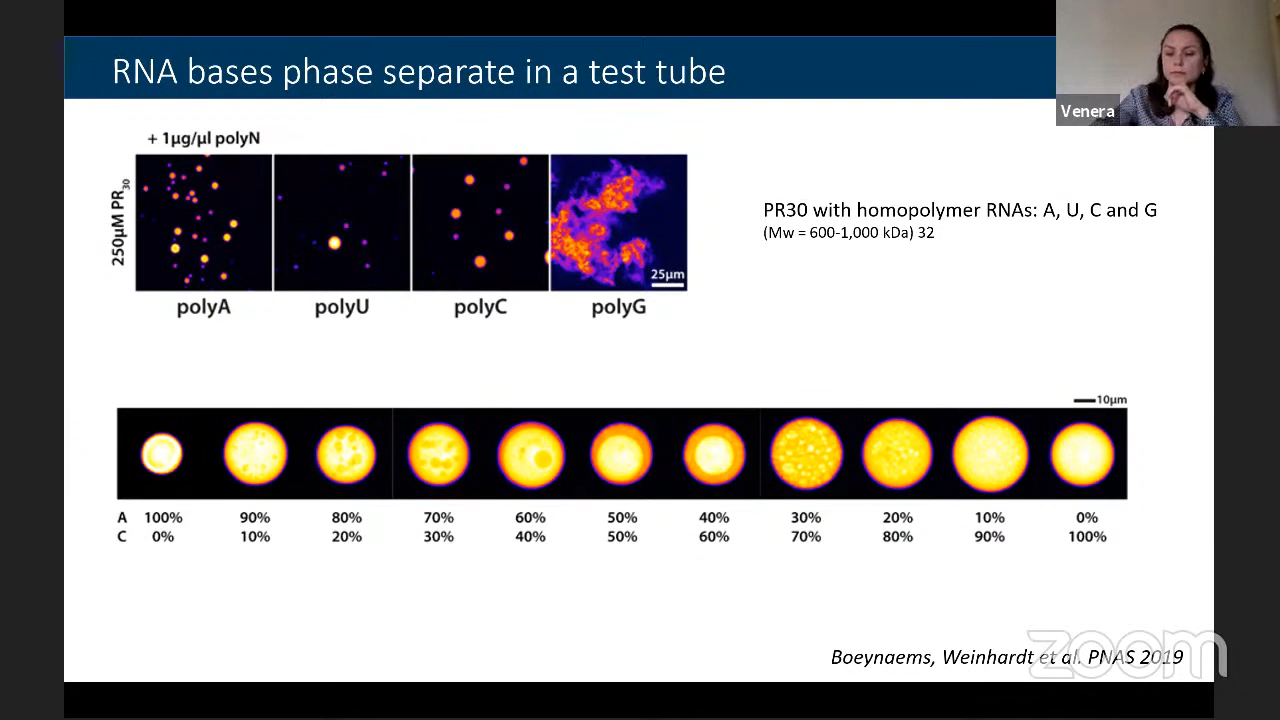 RNA bases phase separate in a test tube
Venera
+ 1µg/µl polyN
250µM PR30
25µm
polyA polyU polyC polyG
PR30 with homopolymer RNAs: A, U, C and G
(Mw = 600-1,000 kDa) 32
10µm
A 100% 90% 80% 70% 60% 50% 40% 30% 20% 10% 0%
C 0% 10% 20% 30% 40% 50% 60% 70% 80% 90% 100%
Boeynaems, Weinhardt et al. PNAS 2019
zoom